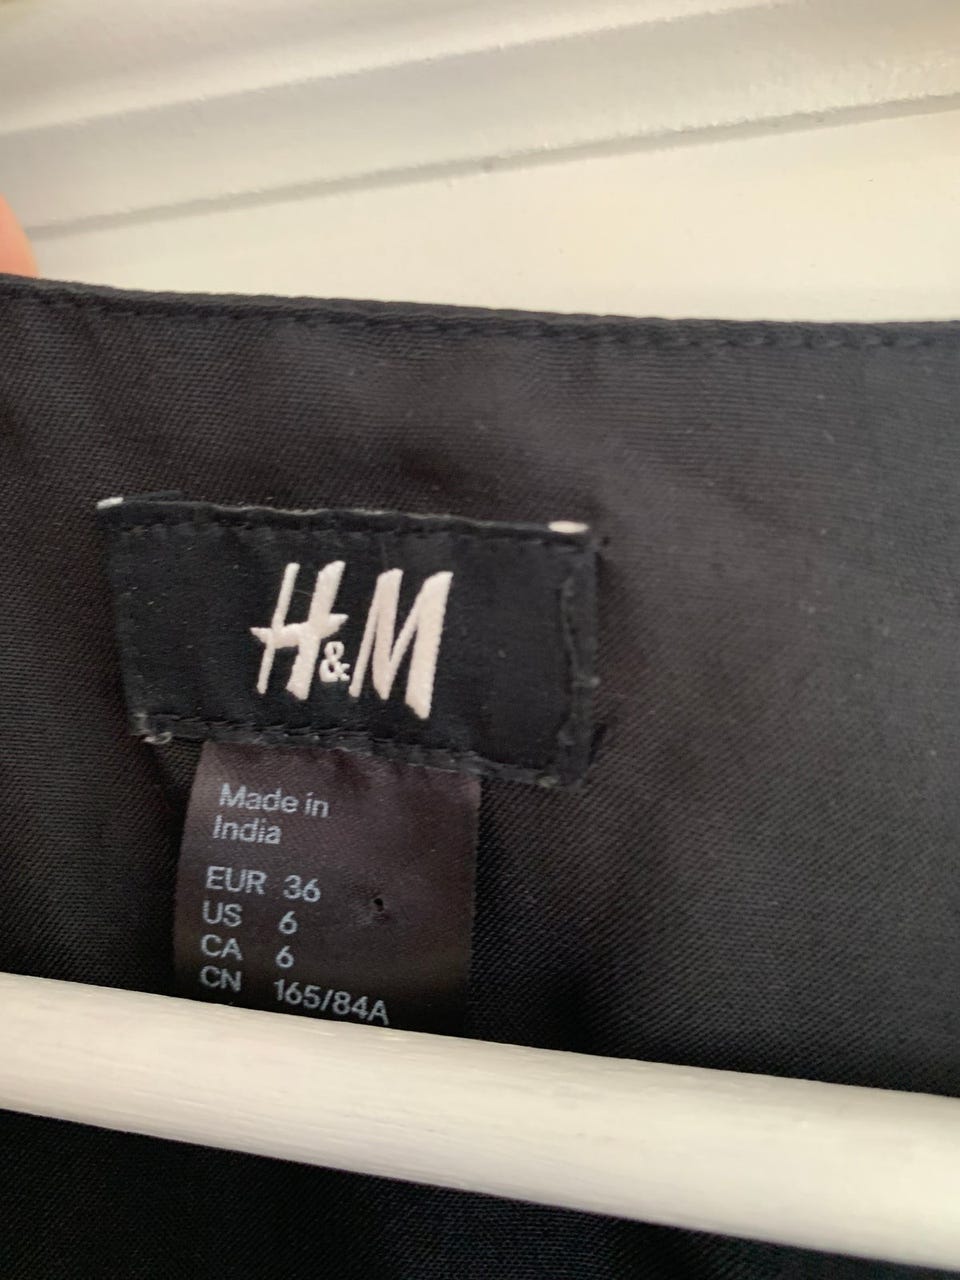 H&M
Made in
India
EUR 36
US 6
CA 6
CN 165/84A